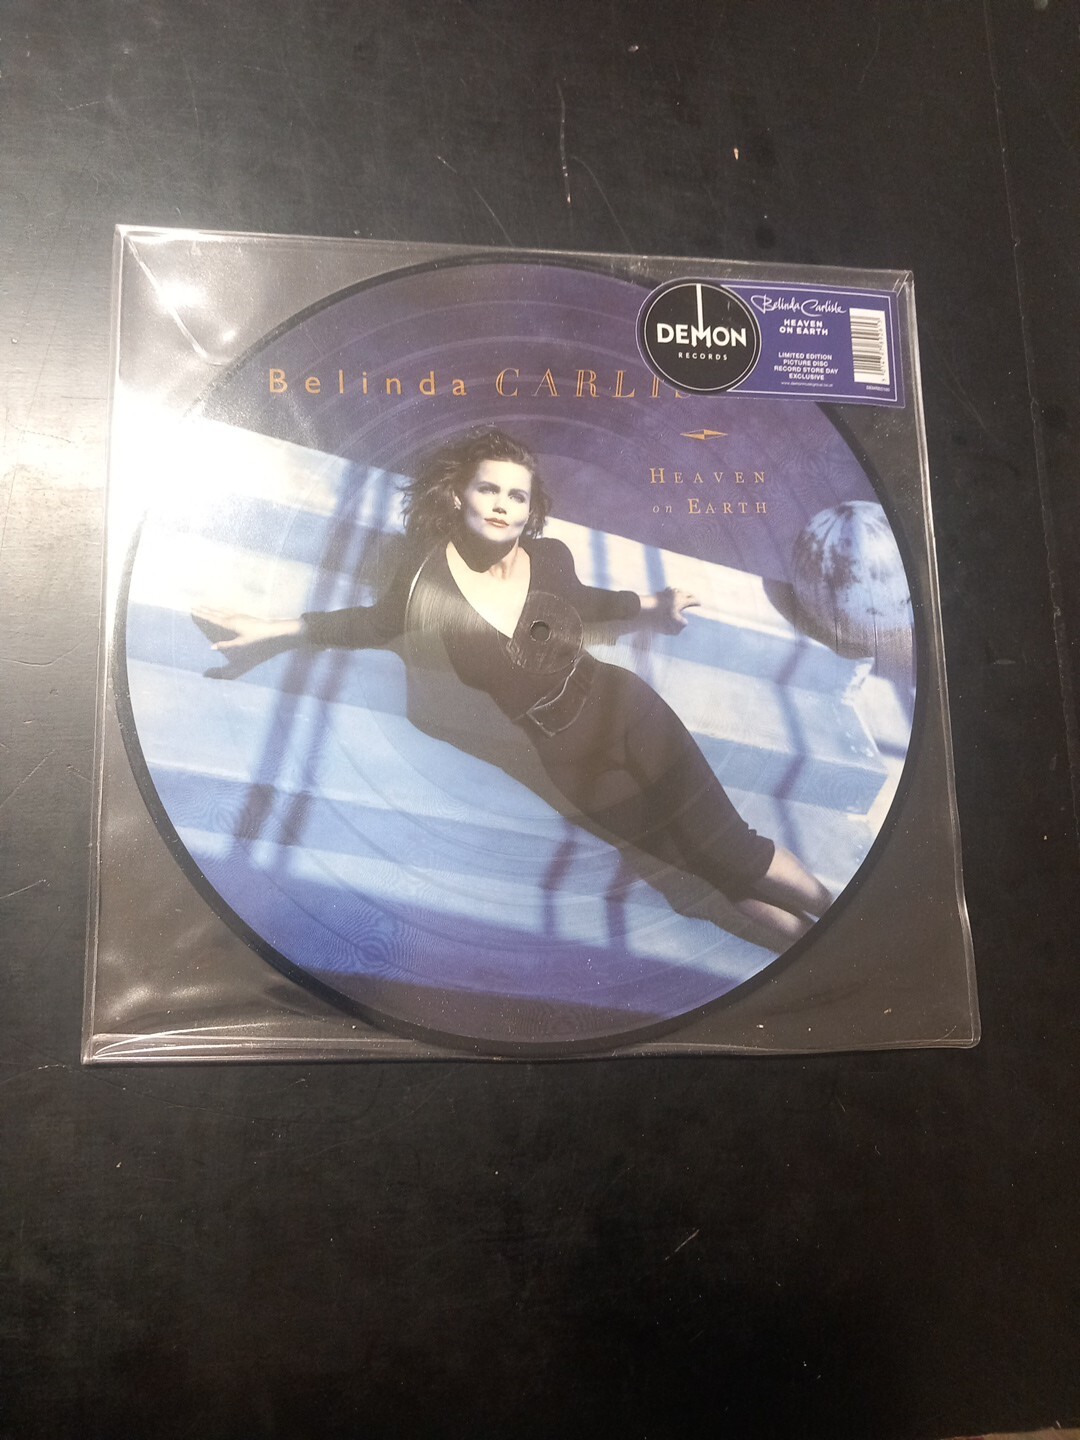 DEMON
RECORDS
Belinda Carlisle
HEAVEN
ON EARTH
LIMITED EDITION
PICTURE DISC
RECORD STORE DAY
EXCLUSIVE
Belinda CARLIS
HEAVEN
on EARTH